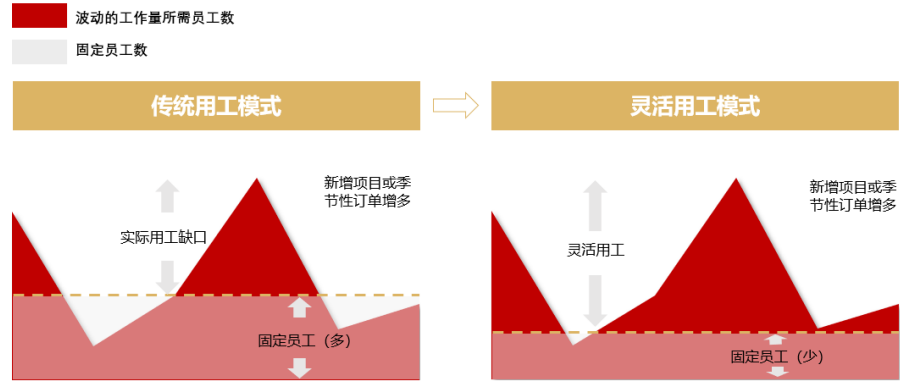 波动的工作量所需员工数
固定员工数
传统用工模式
灵活用工模式
新增项目或季
节性订单增多
实际用工缺口
固定员工（多）
新增项目或季
节性订单增多
灵活用工
固定员工（少）